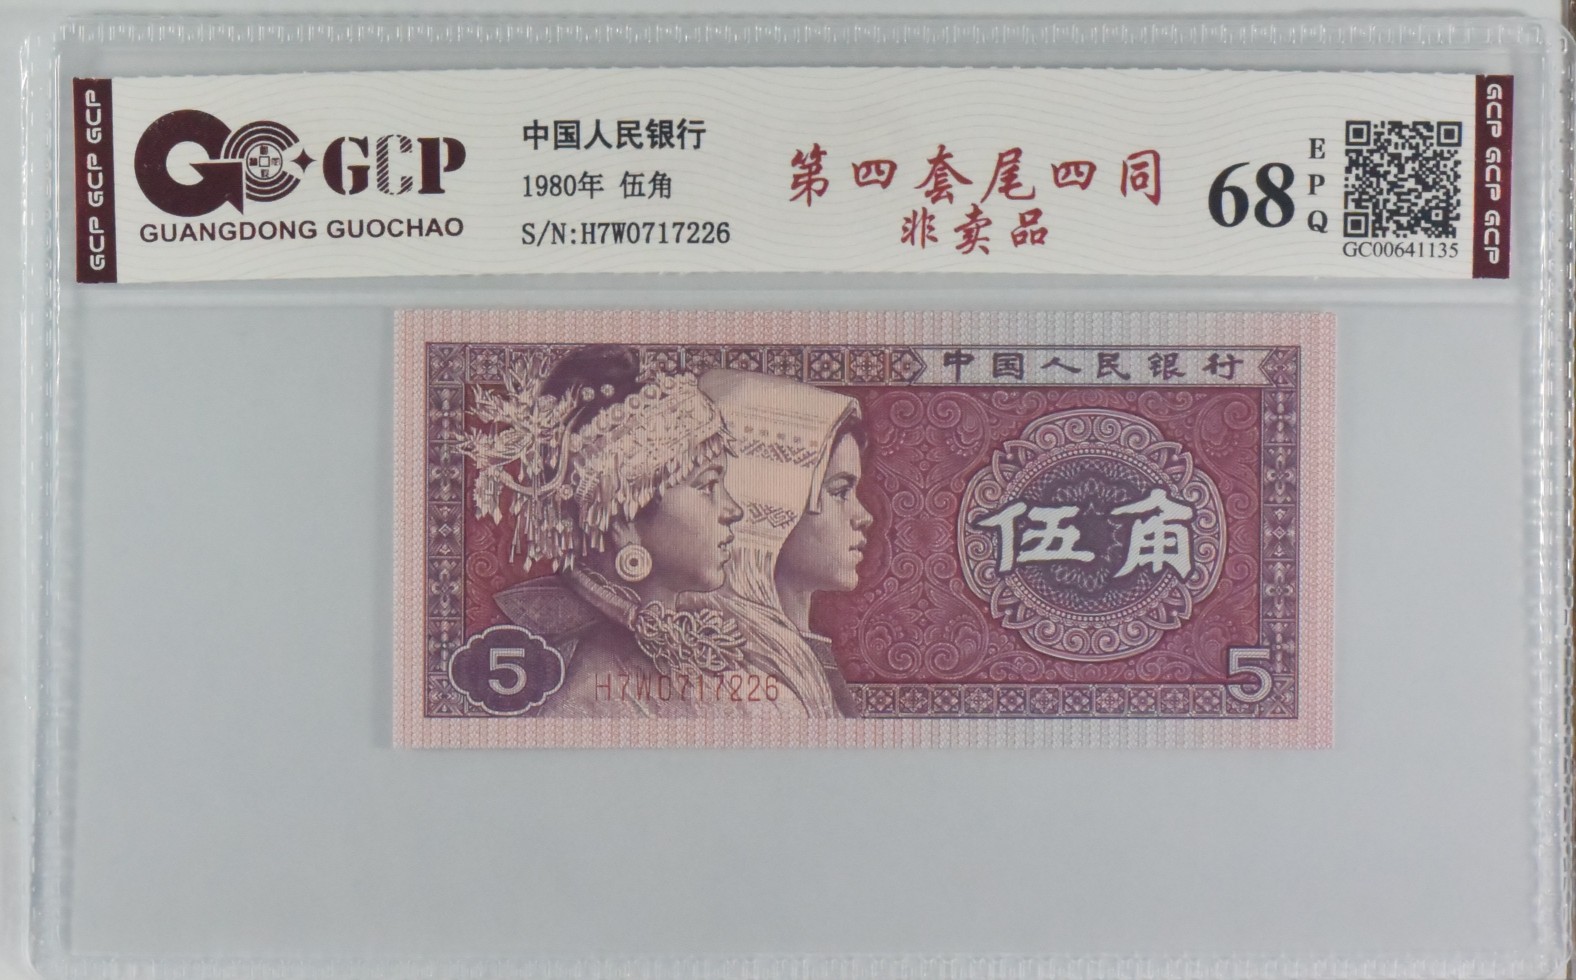 GCP GCP GCP
GCP
GUANGDONG GUOCHAO
中国人民银行
1980年 伍角
S/N:H7W0717226
第四套尾四同
非卖品
68
EPQ
GC00641135
GCP GCP GCP
中国人民银行
伍角
5
H7W0717226
5